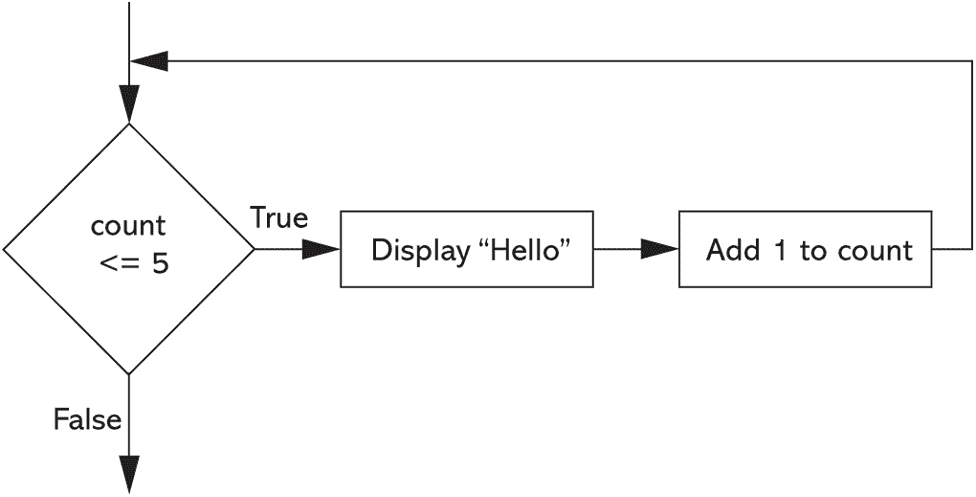 count
<= 5
True
Display “Hello”
Add 1 to count
False